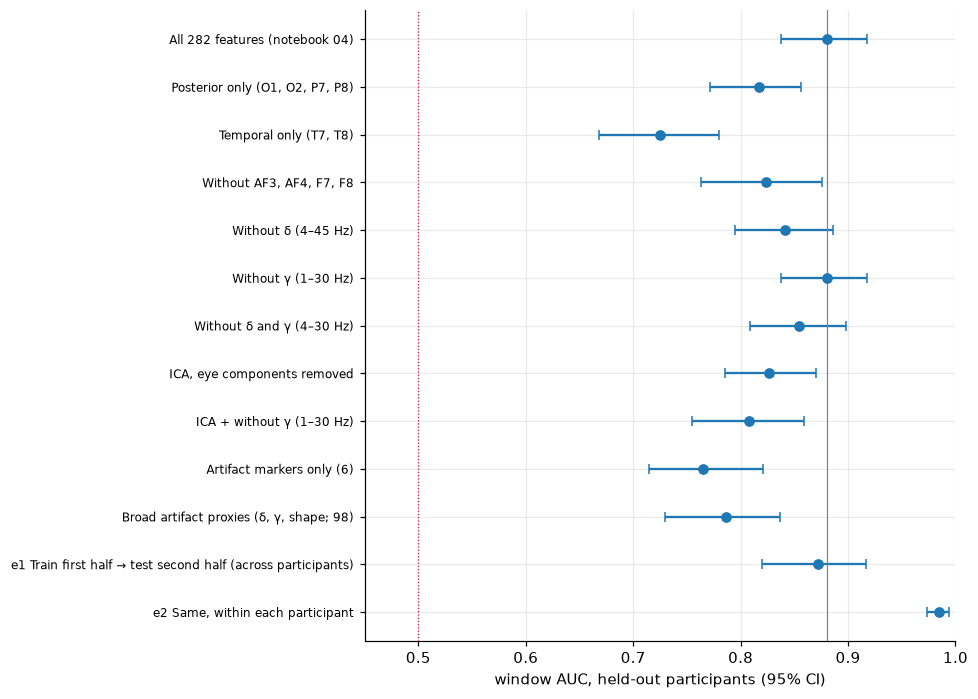 All 282 features (notebook 04)
Posterior only (O1, O2, P7, P8)
Temporal only (T7, T8)
Without AF3, AF4, F7, F8
Without δ (4–45 Hz)
Without γ (1–30 Hz)
Without δ and γ (4–30 Hz)
ICA, eye components removed
ICA + without γ (1–30 Hz)
Artifact markers only (6)
Broad artifact proxies (δ, γ, shape; 98)
e1 Train first half → test second half (across participants)
e2 Same, within each participant
0.5 0.6 0.7 0.8 0.9 1.0
window AUC, held-out participants (95% CI)